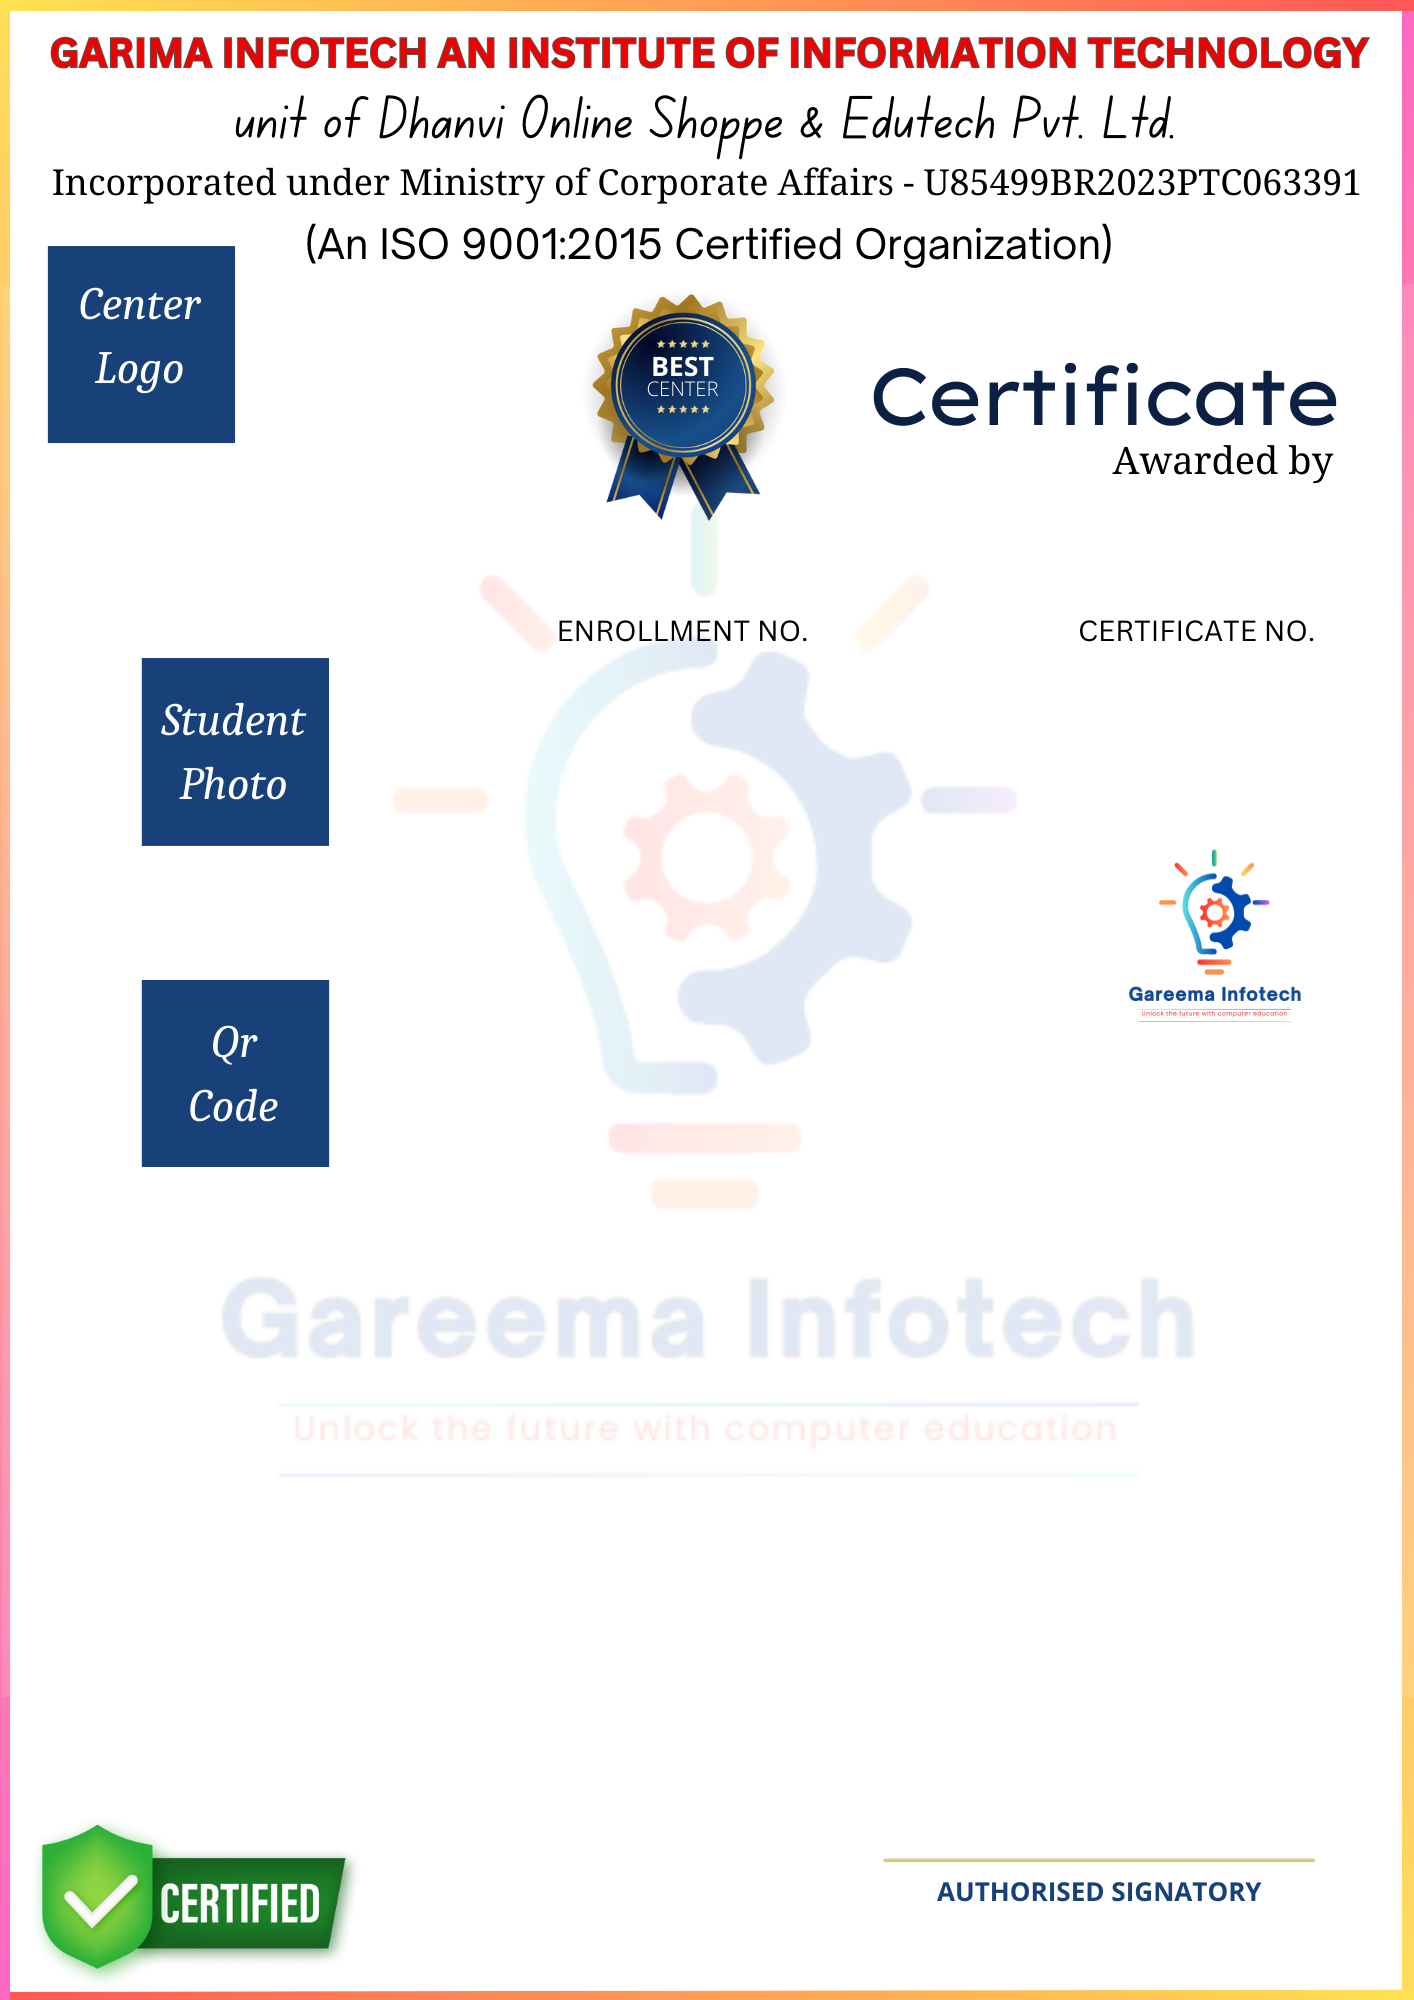 GARIMA INFOTECH AN INSTITUTE OF INFORMATION TECHNOLOGY
unit of Dhanvi Online Shoppe & Edutech Pvt. Ltd.
Incorporated under Ministry of Corporate Affairs - U85499BR2023PTC063391
(An ISO 9001:2015 Certified Organization)
Center
Logo
BEST
CENTER
Certificate
Awarded by
ENROLLMENT NO.
CERTIFICATE NO.
Student
Photo
Gareema Infotech
Unlock the future with computer education
Qr
Code
Gareema Infotech
Unlock the future with computer education
CERTIFIED
AUTHORISED SIGNATORY